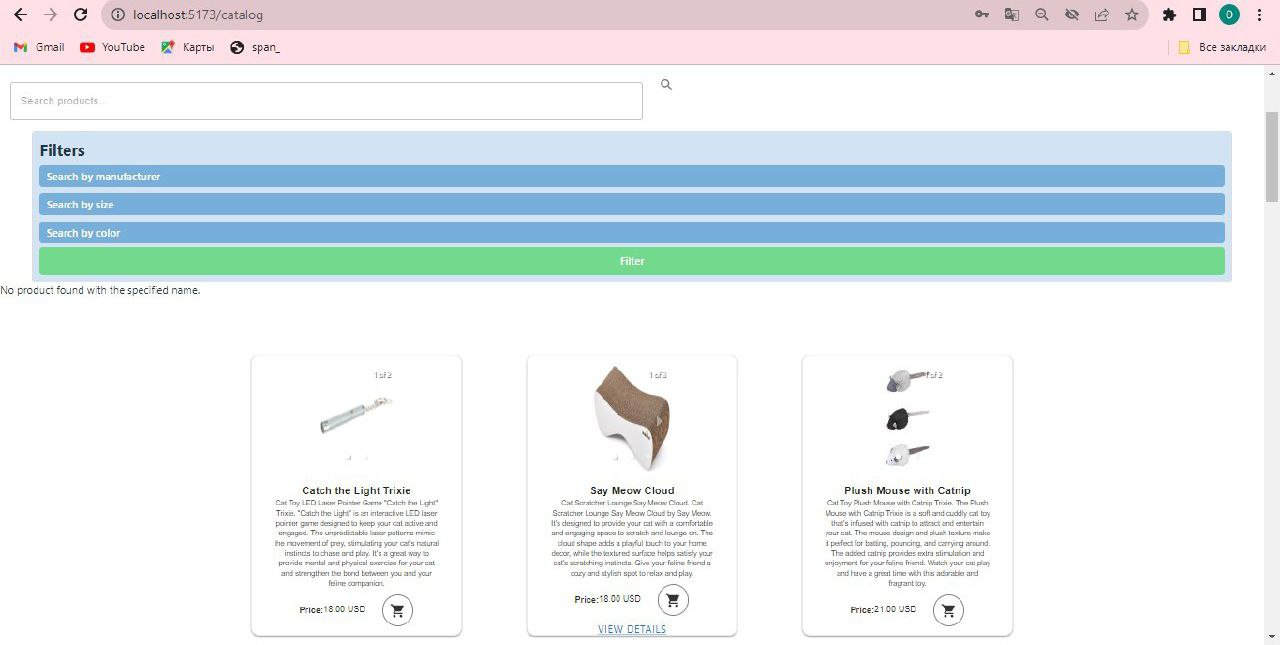 localhost:5173/catalog
O
Gmail YouTube Карты span_ Все закладки
Search products...
Filters
Search by manufacturer
Search by size
Search by color
Filter
No product found with the specified name.
1 of 2
Catch the Light Trixie
Cat Toy LED Laser Pointer Game "Catch the Light"
Trixie. "Catch the Light" is an interactive LED laser
pointer game designed to keep your cat active and
engaged. The unpredictable laser patterns mimic
the movement of prey, stimulating your cat's natural
instincts to chase and play. It's a great way to
provide mental and physical exercise for your cat
and strengthen the bond between you and your
feline companion.
Price:18.00 USD
1 of 3
Say Meow Cloud
Cat Scratcher Lounge Say Meow Cloud. Cat
Scratcher Lounge Say Meow Cloud by Say Meow.
It's designed to provide your cat with a comfortable
and engaging space to scratch and lounge on. The
cloud shape adds a playful touch to your home
decor, while the textured surface helps satisfy your
cat's scratching instincts. Give your feline friend a
cozy and stylish spot to relax and play.
Price:18.00 USD
VIEW DETAILS
1 of 2
Plush Mouse with Catnip
Cat Toy Plush Mouse with Catnip Trixie. The Plush
Mouse with Catnip Trixie is a soft and cuddly cat toy
that's infused with catnip to attract and entertain
your cat. The mouse design and plush texture make
it perfect for batting, pouncing, and carrying around.
The added catnip provides extra stimulation and
enjoyment for your feline friend. Watch your cat play
and have a great time with this adorable and
fragrant toy.
Price:21.00 USD